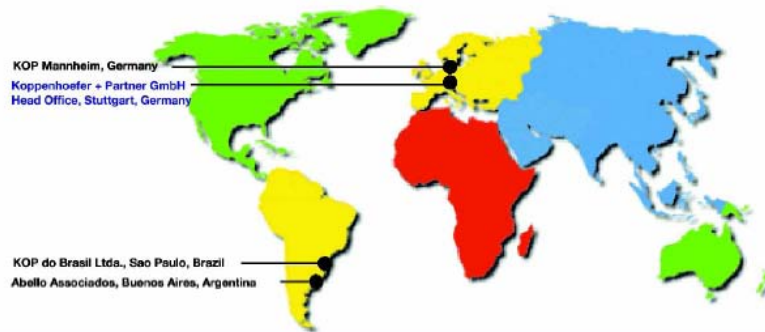 KOP Mannheim, Germany
Koppenhoefer + Partner GmbH
Head Office, Stuttgart, Germany
KOP do Brasil Ltda., Sao Paulo, Brazil
Abello Associados, Buenos Aires, Argentina